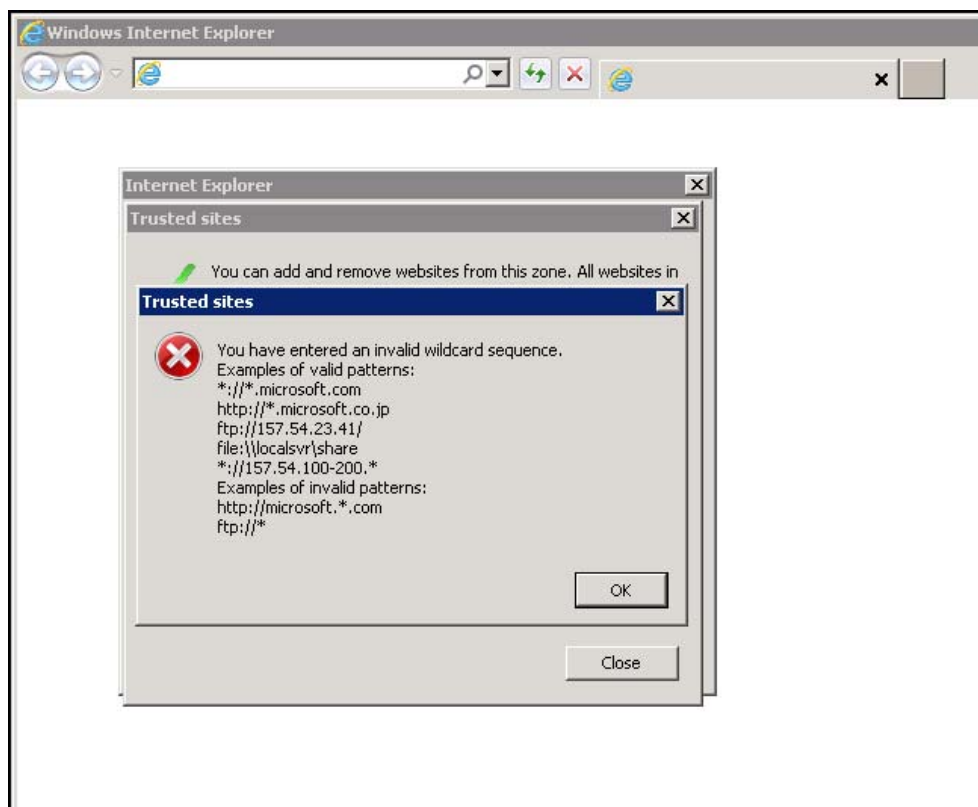 Windows Internet Explorer
Internet Explorer
Trusted sites
You can add and remove websites from this zone. All websites in
Trusted sites
You have entered an invalid wildcard sequence.
Examples of valid patterns:
*://*.microsoft.com
http://*.microsoft.co.jp
ftp://157.54.23.41/
file:\\localsvr\share
*://157.54.100-200.*
Examples of invalid patterns:
http://microsoft.*.com
ftp://*
OK
Close